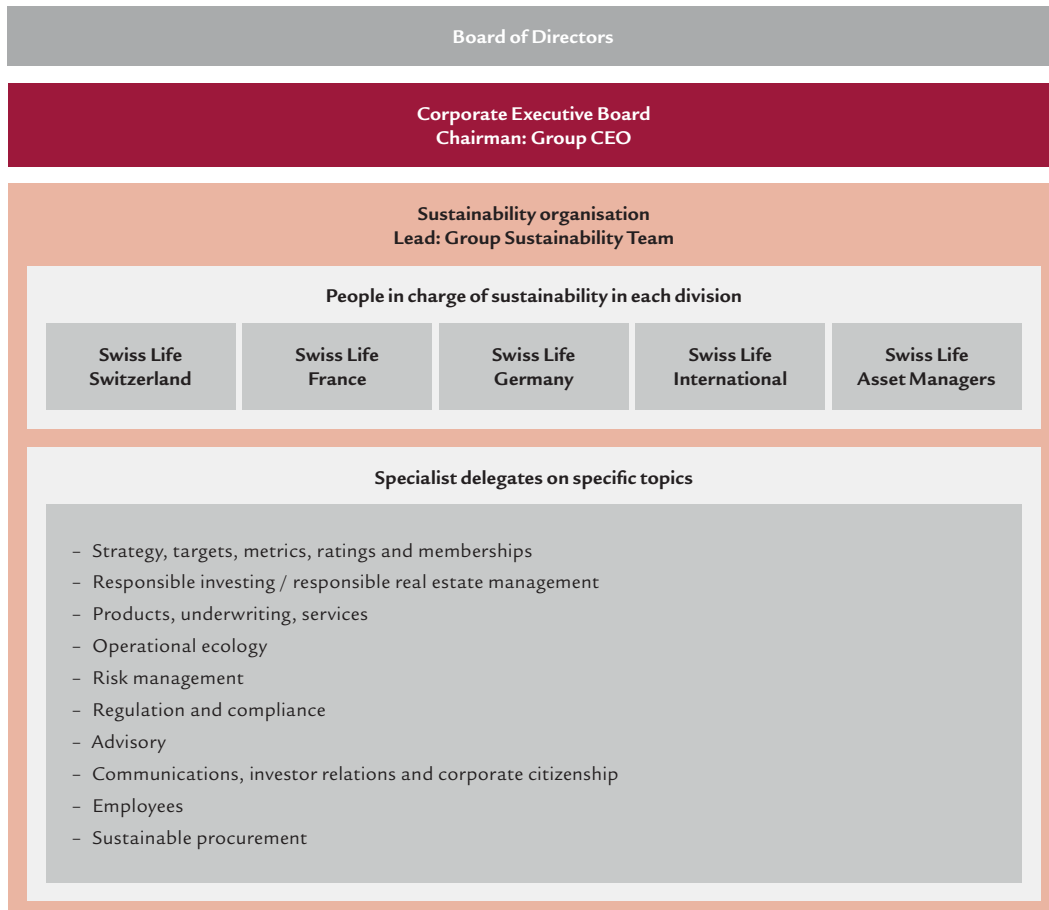 Board of Directors
Corporate Executive Board
Chairman: Group CEO
Sustainability organisation
Lead: Group Sustainability Team
People in charge of sustainability in each division
Swiss Life
Switzerland
Swiss Life
France
Swiss Life
Germany
Swiss Life
International
Swiss Life
Asset Managers
Specialist delegates on specific topics
– Strategy, targets, metrics, ratings and memberships
– Responsible investing / responsible real estate management
– Products, underwriting, services
– Operational ecology
– Risk management
– Regulation and compliance
– Advisory
– Communications, investor relations and corporate citizenship
– Employees
– Sustainable procurement